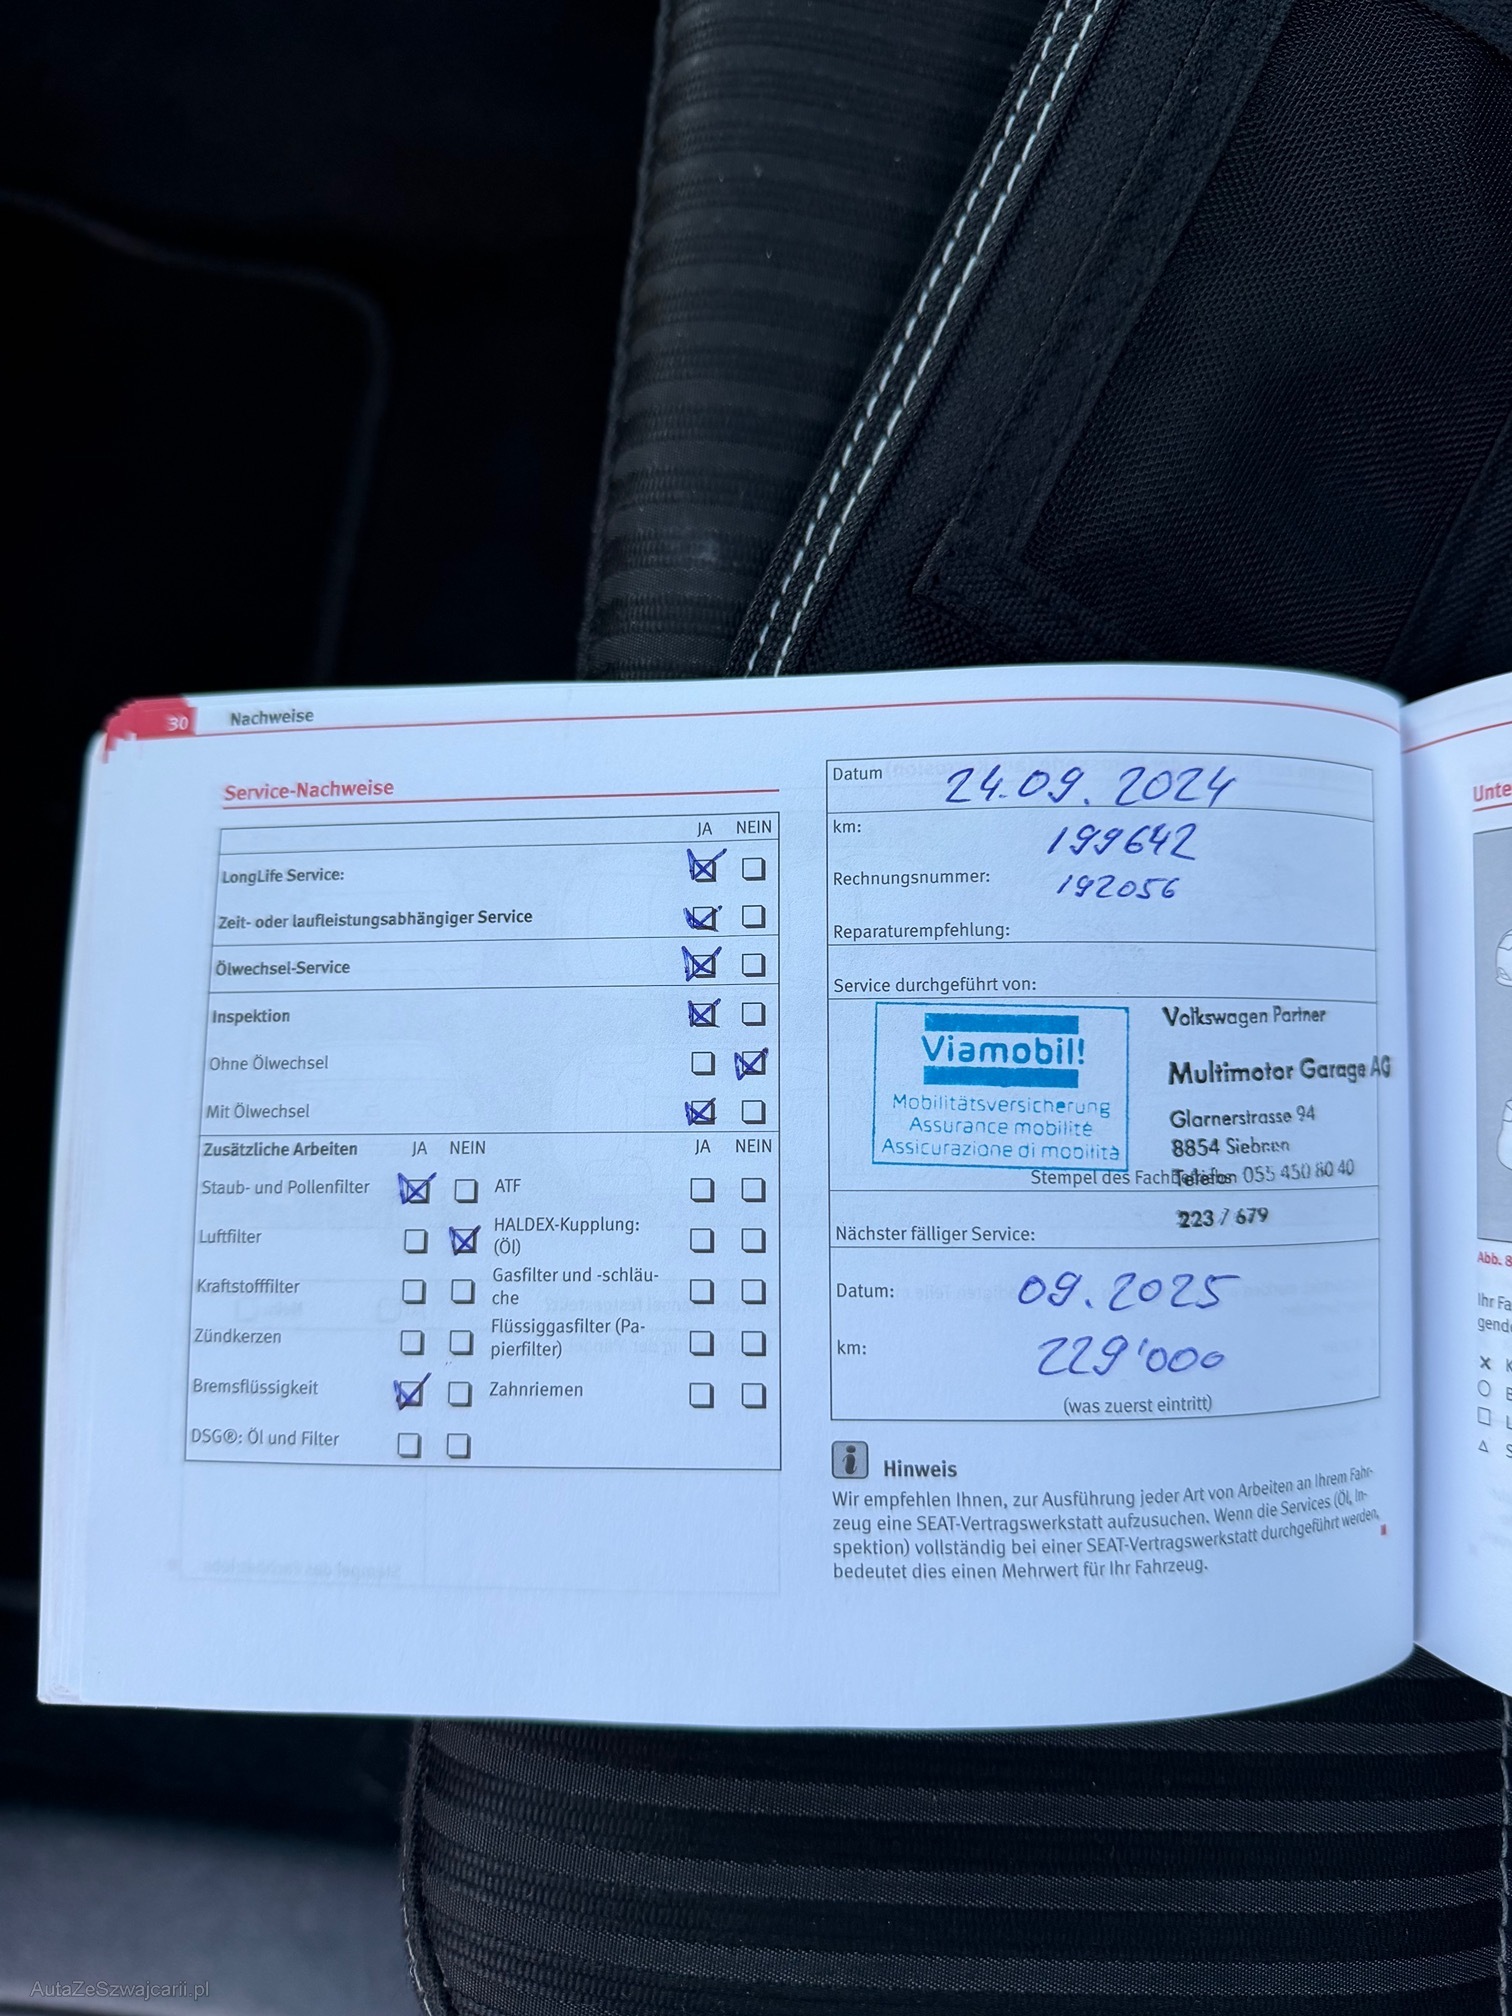 30 Nachweise
Service-Nachweise
JA NEIN
LongLife Service:
Zeit- oder laufleistungsabhängiger Service
Ölwechsel-Service
Inspektion
Ohne Ölwechsel
Mit Ölwechsel
Zusätzliche Arbeiten JA NEIN JA NEIN
Staub- und Pollenfilter ATF
Luftfilter HALDEX-Kupplung:
(Öl)
Kraftstofffilter Gasfilter und -schläu-
che
Zündkerzen Flüssiggasfilter (Pa-
pierfilter)
Bremsflüssigkeit Zahnriemen
DSG®: Öl und Filter
Datum 24.09.2024
km: 199642
Rechnungsnummer: 192056
Reparaturempfehlung:
Service durchgeführt von:
Viamobil!
Mobilitätsversicherung
Assurance mobilité
Assicurazione di mobilità
Volkswagen Partner
Multimotor Garage AG
Glarnerstrasse 94
8854 Siebnen
Telefon 055 450 80 40
Stempel des Fachbetriebs
223 / 679
Nächster fälliger Service:
Datum: 09.2025
km: 229'000
(was zuerst eintritt)
i Hinweis
Wir empfehlen Ihnen, zur Ausführung jeder Art von Arbeiten an Ihrem Fahr-
zeug eine SEAT-Vertragswerkstatt aufzusuchen. Wenn die Services (Öl, In-
spektion) vollständig bei einer SEAT-Vertragswerkstatt durchgeführt werden,
bedeutet dies einen Mehrwert für Ihr Fahrzeug.
Unte
Abb. 8
Ihr Fa
gend
AutaZeSzwajcarii.pl